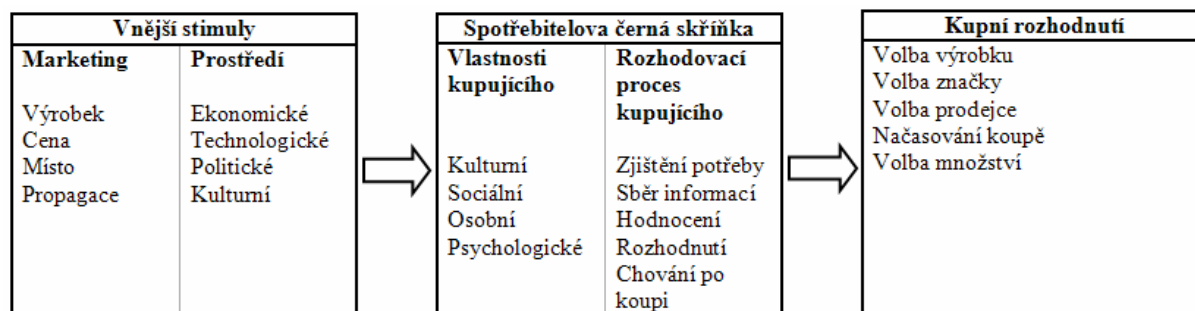 Vnější stimuly
Marketing
Prostředí
Výrobek
Cena
Místo
Propagace
Ekonomické
Technologické
Politické
Kulturní
Spotřebitelova černá skříňka
Vlastnosti
kupujícího
Rozhodovací
proces
kupujícího
Kulturní
Sociální
Osobní
Psychologické
Zjištění potřeby
Sběr informací
Hodnocení
Rozhodnutí
Chování po
koupi
Kupní rozhodnutí
Volba výrobku
Volba značky
Volba prodejce
Načasování koupě
Volba množství